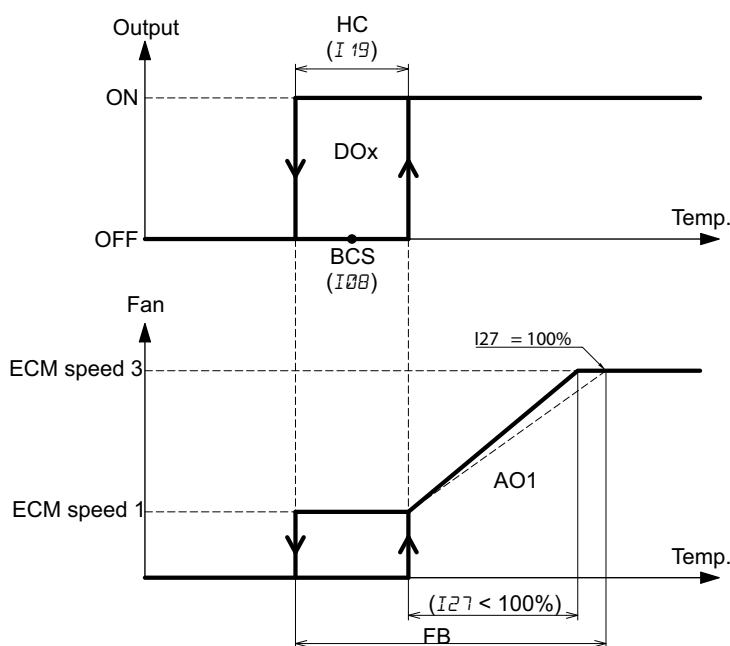 HC
Output
(I19)
ON
DOx
Temp.
OFF
BCS
(I08)
Fan
I27 = 100%
ECM speed 3
AO1
ECM speed 1
Temp.
(I27 < 100%)
FB